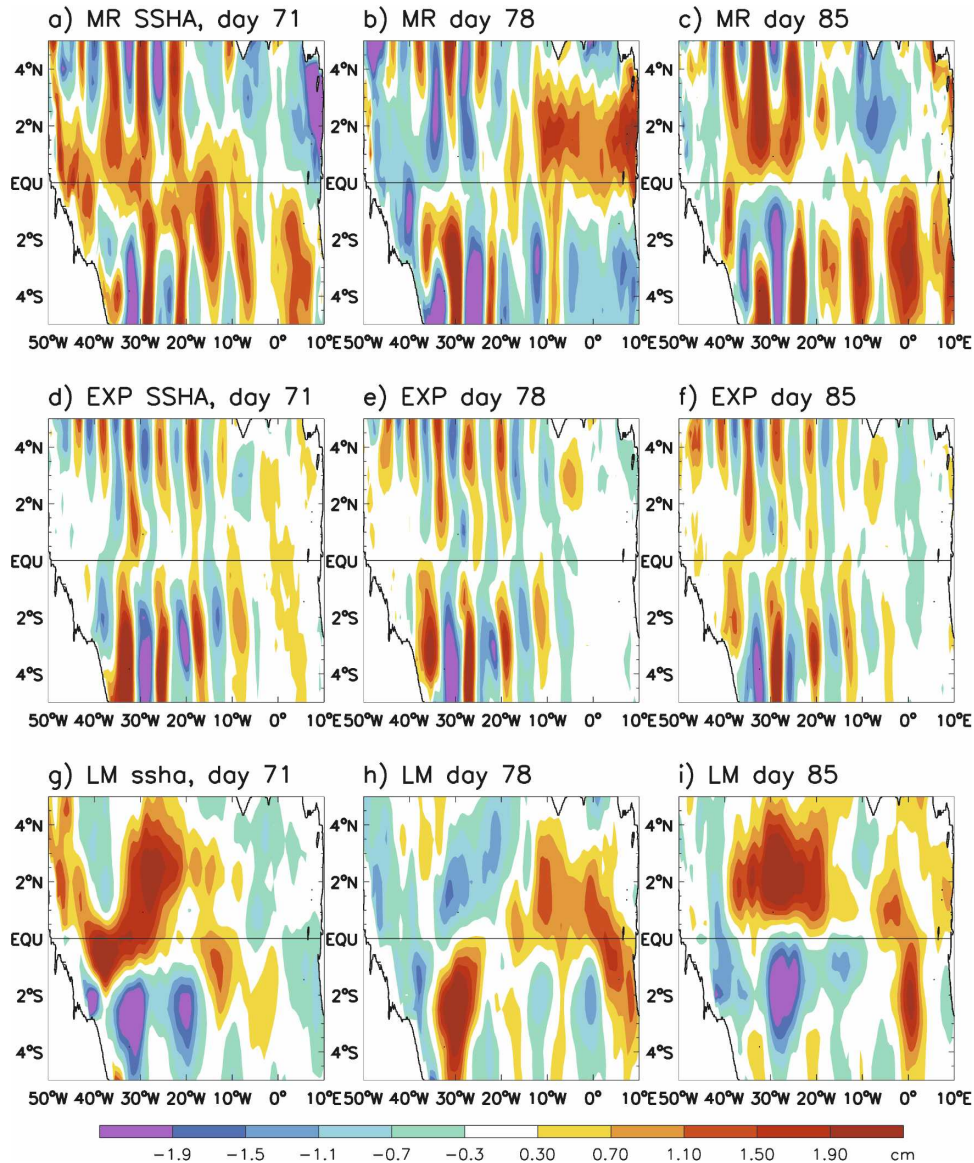 a) MR SSHA, day 71
b) MR day 78
c) MR day 85
4°N
2°N
EQU
2°S
4°S
50°W 40°W 30°W 20°W 10°W 0° 10°E
50°W 40°W 30°W 20°W 10°W 0° 10°E
50°W 40°W 30°W 20°W 10°W 0° 10°E
d) EXP SSHA, day 71
e) EXP day 78
f) EXP day 85
4°N
2°N
EQU
2°S
4°S
50°W 40°W 30°W 20°W 10°W 0° 10°E
50°W 40°W 30°W 20°W 10°W 0° 10°E
50°W 40°W 30°W 20°W 10°W 0° 10°E
g) LM ssha, day 71
h) LM day 78
i) LM day 85
4°N
2°N
EQU
2°S
4°S
50°W 40°W 30°W 20°W 10°W 0° 10°E
50°W 40°W 30°W 20°W 10°W 0° 10°E
50°W 40°W 30°W 20°W 10°W 0° 10°E
-1.9 -1.5 -1.1 -0.7 -0.3 0.30 0.70 1.10 1.50 1.90 cm